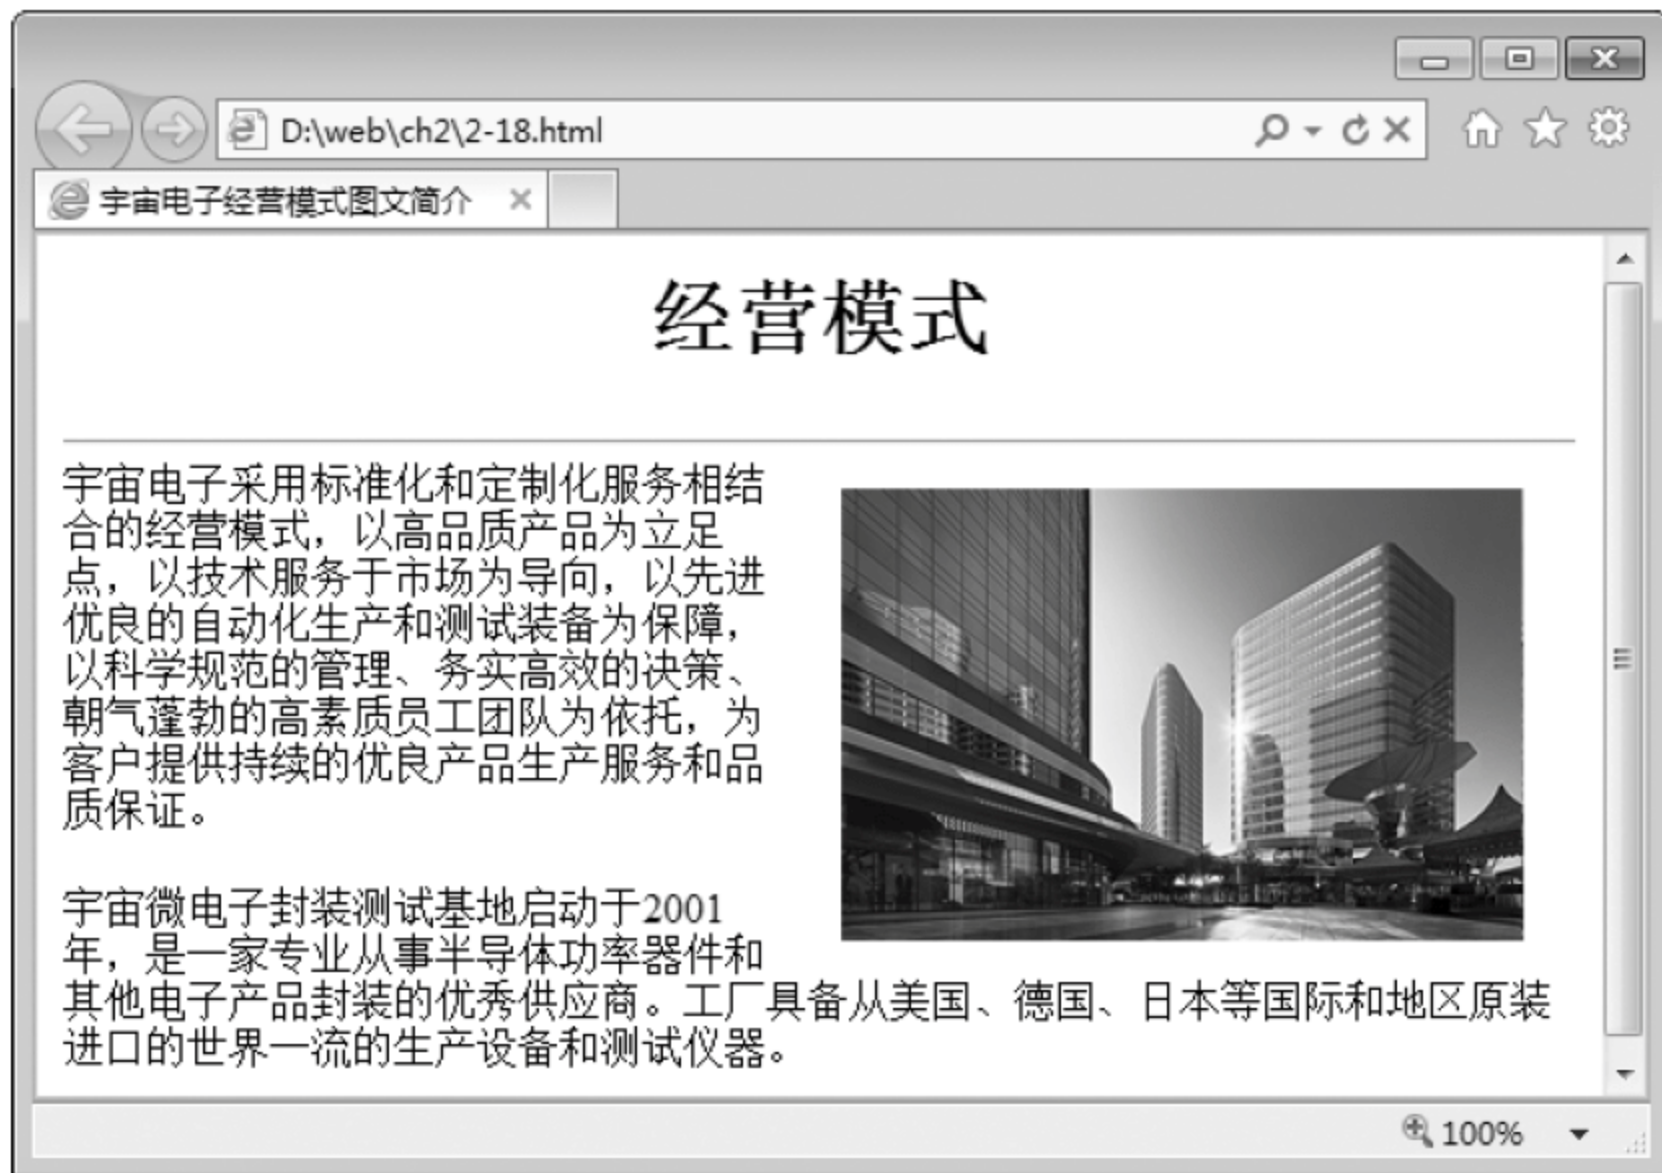 D:\web\ch2\2-18.html
宇宙电子经营模式图文简介
经营模式
宇宙电子采用标准化和定制化服务相结
合的经营模式，以高品质产品为立足
点，以技术服务于市场为导向，以先进
优良的自动化生产和测试装备为保障，
以科学规范的管理、务实高效的决策、
朝气蓬勃的高素质员工团队为依托，为
客户提供持续的优良产品生产服务和品
质保证。
宇宙微电子封装测试基地启动于2001
年，是一家专业从事半导体功率器件和
其他电子产品封装的优秀供应商。工厂具备从美国、德国、日本等国际和地区原装
进口的世界一流的生产设备和测试仪器。
100%